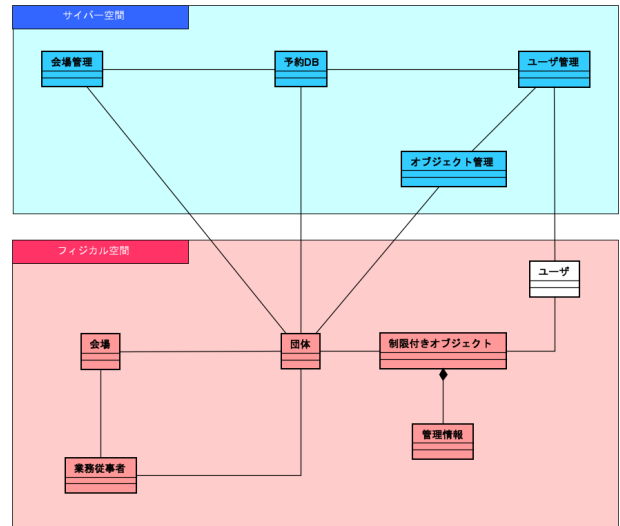 サイバー空間
会場管理
予約DB
ユーザ管理
オブジェクト管理
フィジカル空間
ユーザ
会場
団体
制限付きオブジェクト
管理情報
業務従事者